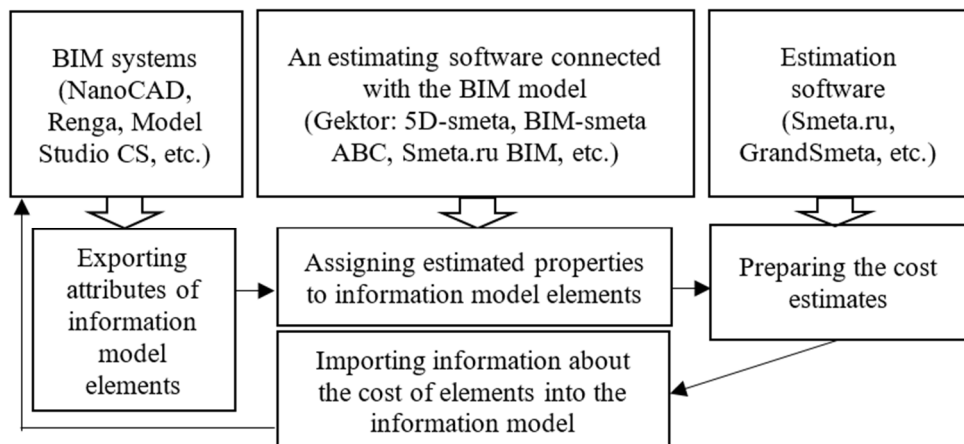 BIM systems
(NanoCAD,
Renga, Model
Studio CS, etc.)
An estimating software connected
with the BIM model
(Gektor: 5D-smeta, BIM-smeta
ABC, Smeta.ru BIM, etc.)
Estimation
software
(Smeta.ru,
GrandSmeta, etc.)
Exporting
attributes of
information
model
elements
Assigning estimated properties
to information model elements
Preparing the cost
estimates
Importing information about
the cost of elements into the
information model